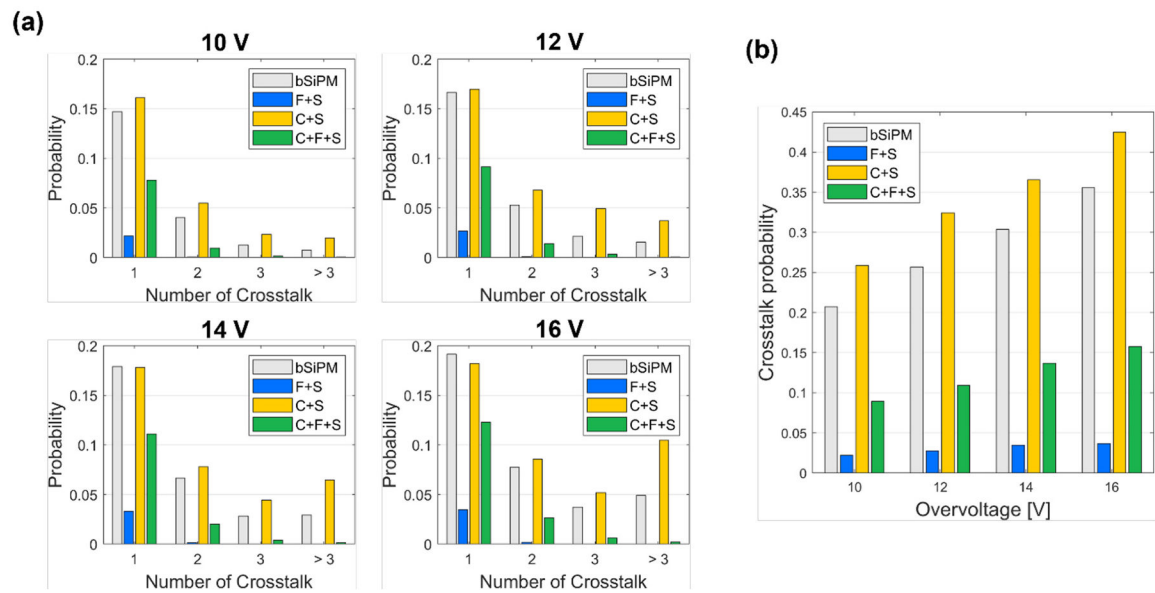 (a)
10 V
0.2
0.15
0.1
0.05
0
Probability
bSiPM
F+S
C+S
C+F+S
1 2 3 > 3
Number of Crosstalk
12 V
0.2
0.15
0.1
0.05
0
Probability
bSiPM
F+S
C+S
C+F+S
1 2 3 > 3
Number of Crosstalk
14 V
0.2
0.15
0.1
0.05
0
Probability
bSiPM
F+S
C+S
C+F+S
1 2 3 > 3
Number of Crosstalk
16 V
0.2
0.15
0.1
0.05
0
Probability
bSiPM
F+S
C+S
C+F+S
1 2 3 > 3
Number of Crosstalk
(b)
0.45
0.4
0.35
0.3
0.25
0.2
0.15
0.1
0.05
0
Crosstalk probability
bSiPM
F+S
C+S
C+F+S
10 12 14 16
Overvoltage [V]